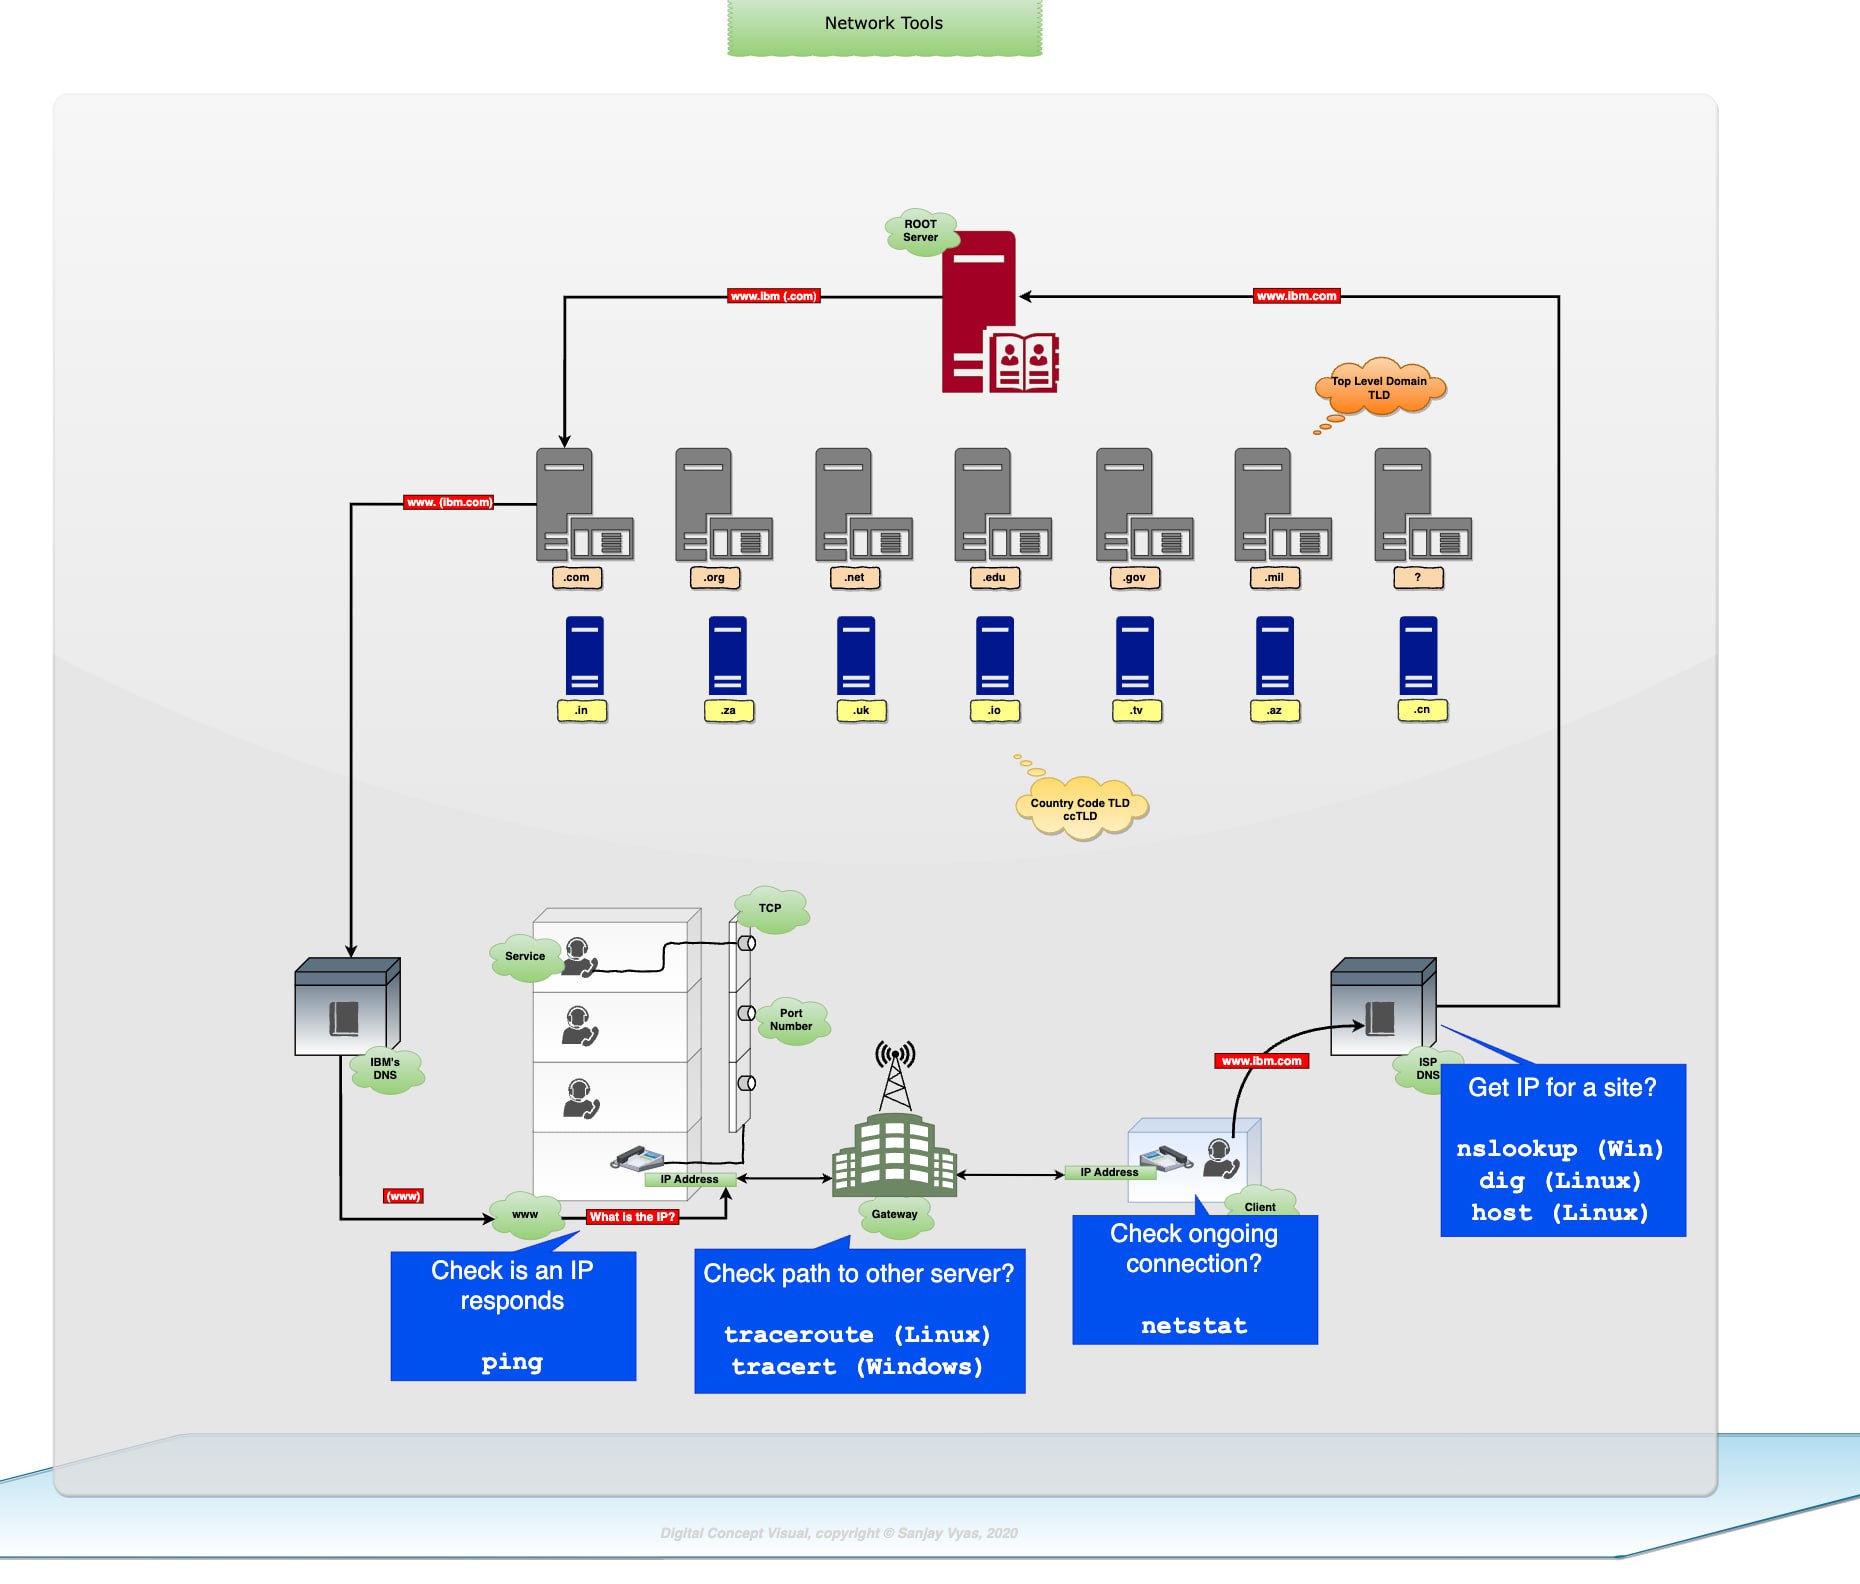 Network Tools
ROOT
Server
www.ibm (.com)
www.ibm.com
Top Level Domain
TLD
www. (ibm.com)
.com
.org
.net
.edu
.gov
.mil
?
.in
.za
.uk
.io
.tv
.az
.cn
Country Code TLD
ccTLD
TCP
Service
Port
Number
IBM's
DNS
www.ibm.com
ISP
DNS
Get IP for a site?
nslookup (Win)
dig (Linux)
host (Linux)
IP Address
IP Address
(www)
www
What is the IP?
Gateway
Client
Check is an IP
responds
ping
Check path to other server?
traceroute (Linux)
tracert (Windows)
Check ongoing
connection?
netstat
Digital Concept Visual, copyright © Sanjay Vyas, 2020